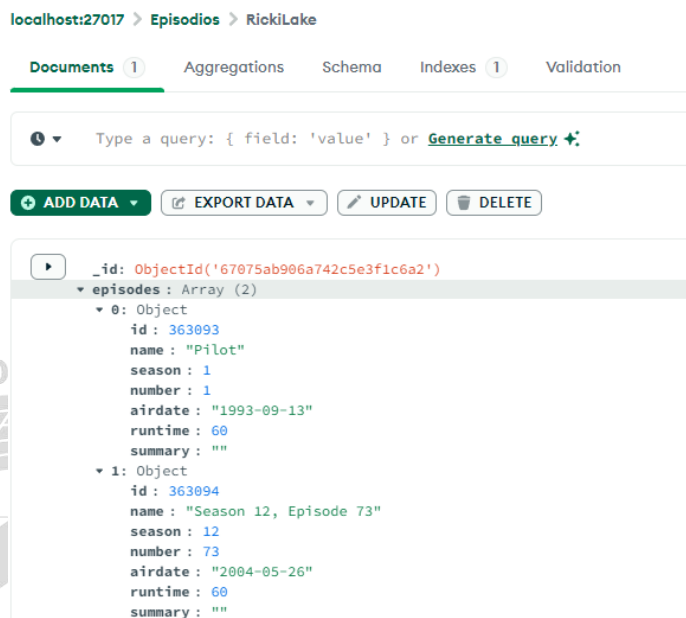 localhost:27017 > Episodios > RickiLake
Documents 1 Aggregations Schema Indexes 1 Validation
Type a query: { field: 'value' } or Generate query
ADD DATA EXPORT DATA UPDATE DELETE
_id: ObjectId('67075ab906a742c5e3f1c6a2')
episodes : Array (2)
0: Object
id : 363093
name : "Pilot"
season : 1
number : 1
airdate : "1993-09-13"
runtime : 60
summary : ""
1: Object
id : 363094
name : "Season 12, Episode 73"
season : 12
number : 73
airdate : "2004-05-26"
runtime : 60
summary : ""